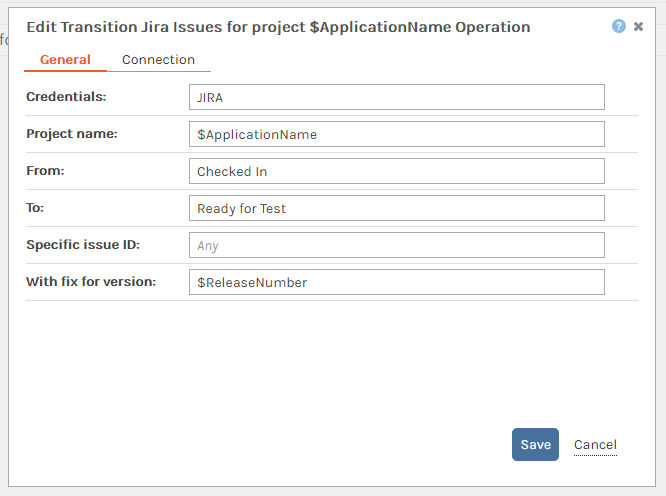 Edit Transition Jira Issues for project $ApplicationName Operation ? ✖
General Connection
Credentials: JIRA
Project name: $ApplicationName
From: Checked In
To: Ready for Test
Specific issue ID: Any
With fix for version: $ReleaseNumber
Save Cancel